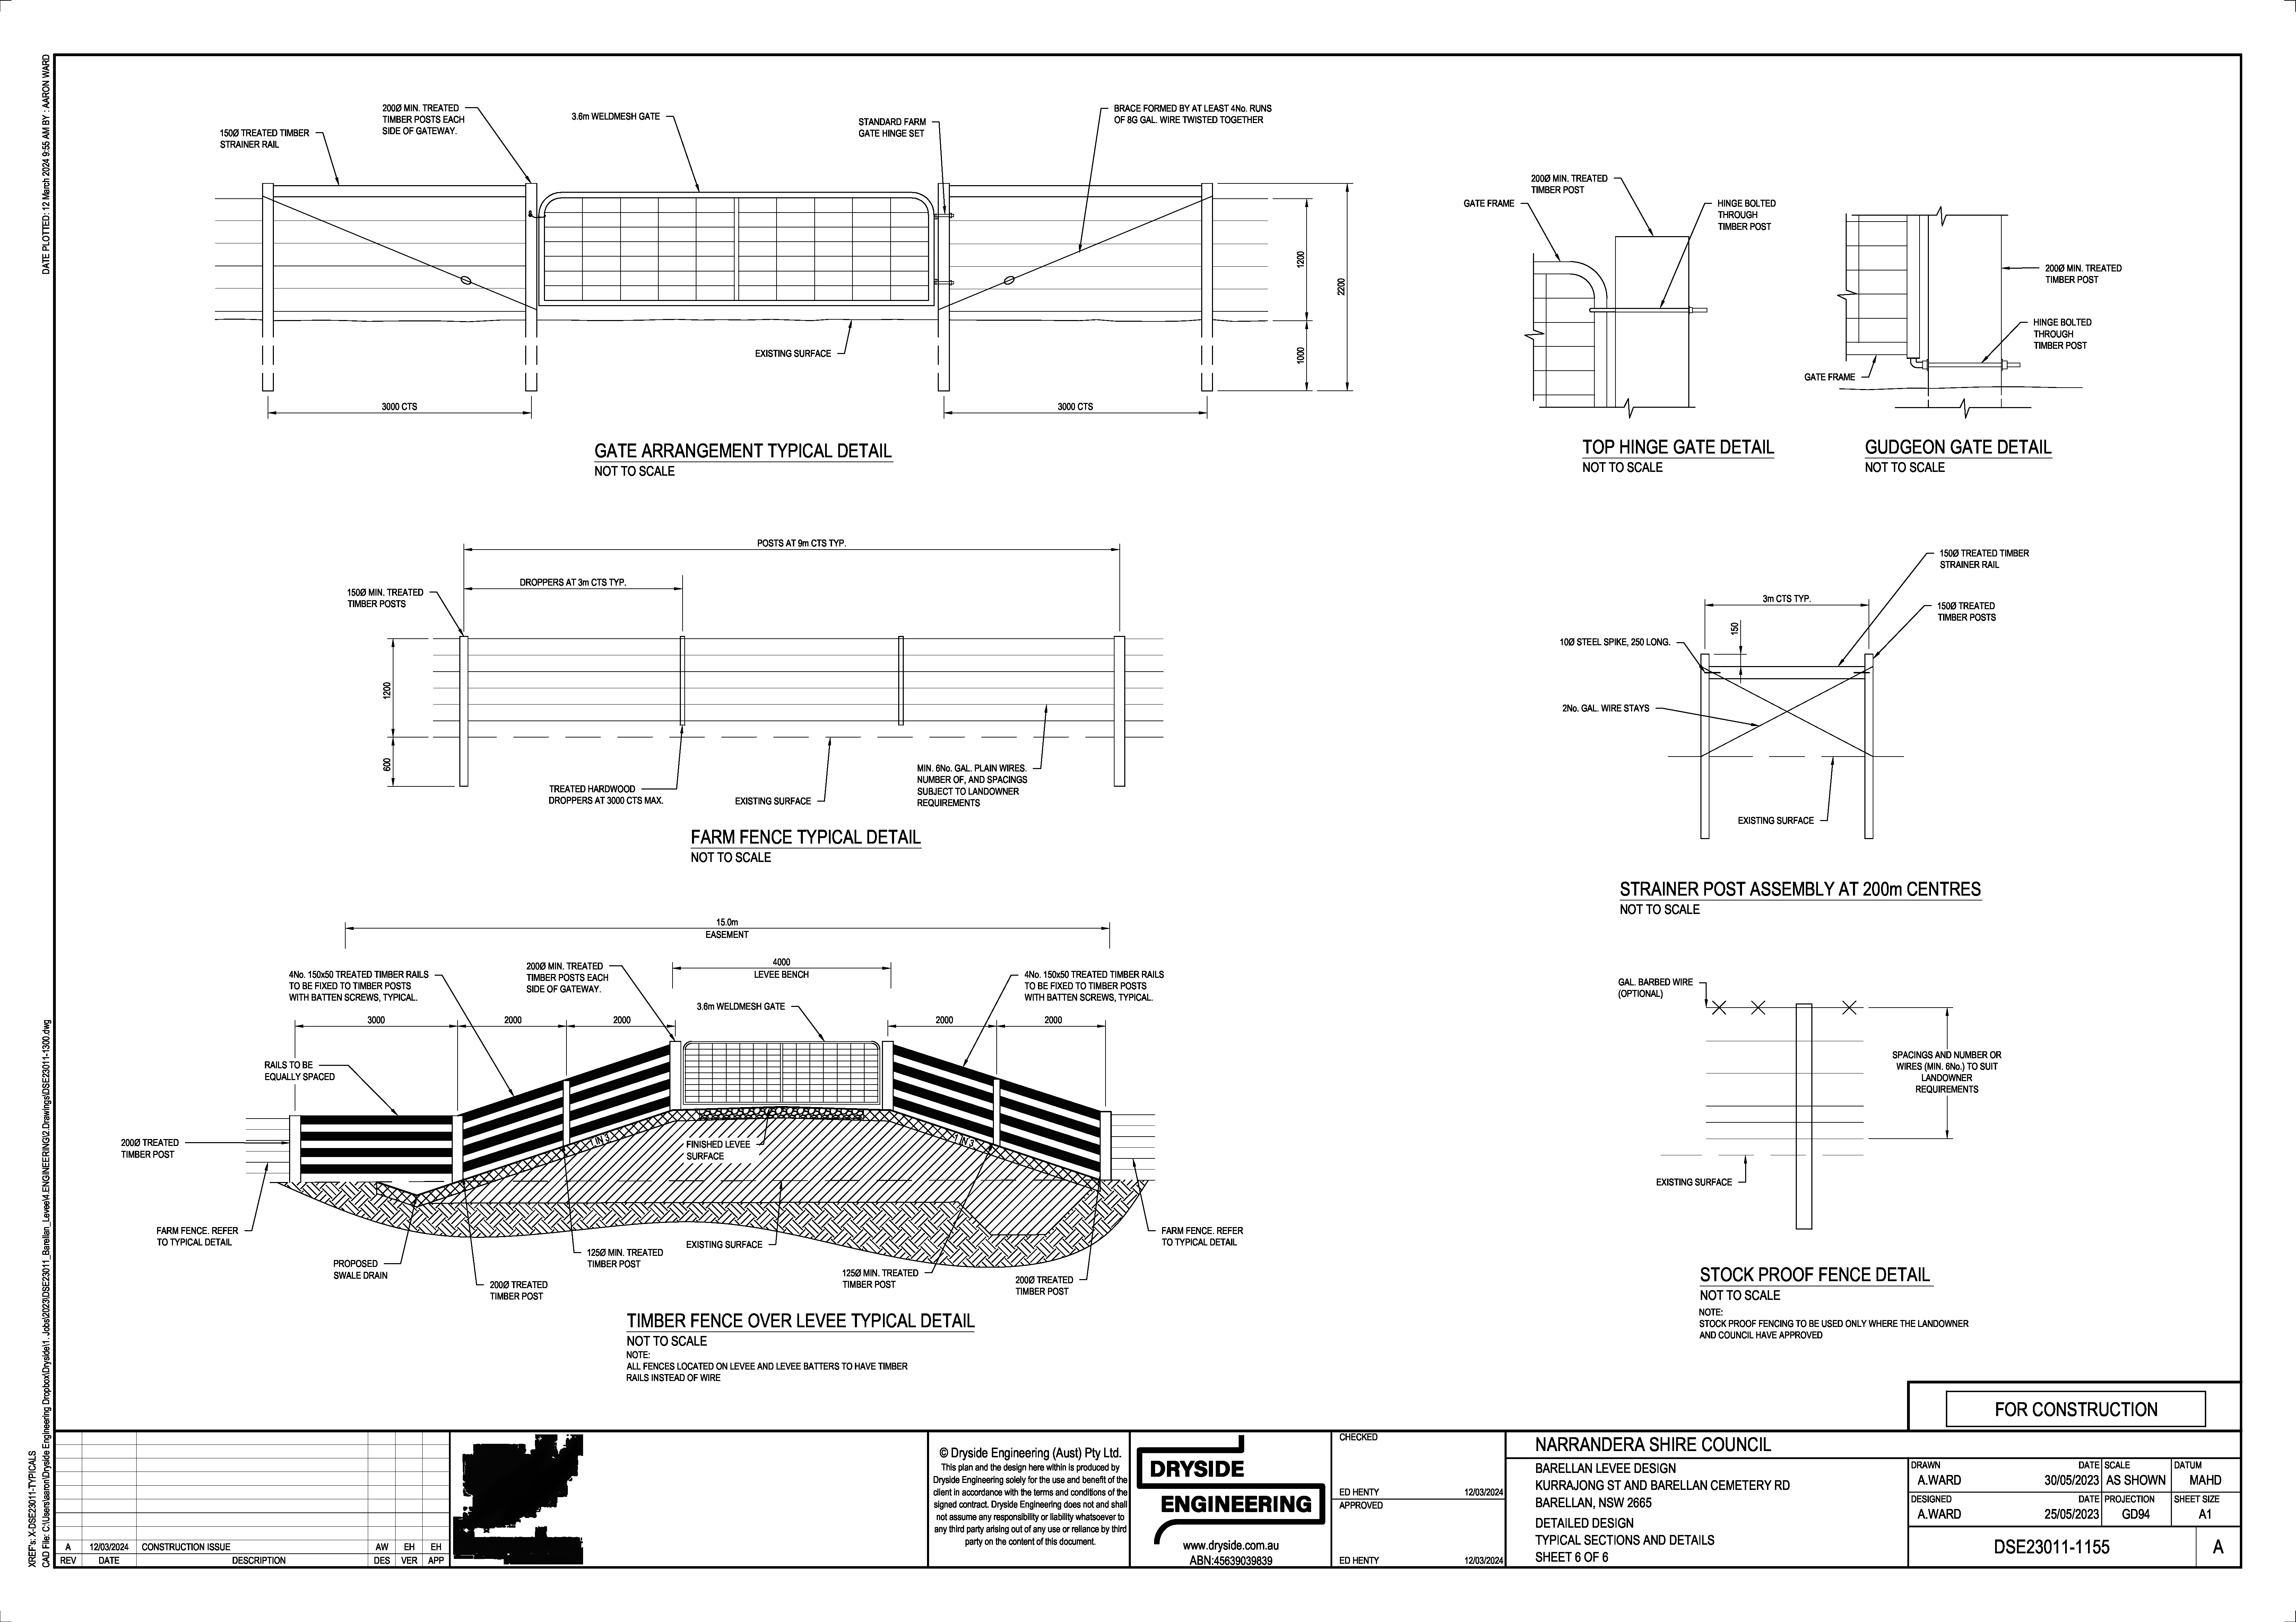 DATE PLOTTED: 12 March 2024 9:55 AM BY : AARON WARD
XREF's: X-DSE23011-TYPICALS
CAD File: C:\Users\aaron\Dryside Engineering Dropbox\Dryside\1. Jobs\2023\DSE23011_Barellan_Levee\4.ENGINEERING\2.Drawings\DSE23011-1300.dwg
150Ø TREATED TIMBER
STRAINER RAIL
200Ø MIN. TREATED
TIMBER POSTS EACH
SIDE OF GATEWAY.
3.6m WELDMESH GATE
STANDARD FARM
GATE HINGE SET
BRACE FORMED BY AT LEAST 4No. RUNS
OF 8G GAL. WIRE TWISTED TOGETHER
1200
2200
1000
EXISTING SURFACE
3000 CTS
3000 CTS
GATE ARRANGEMENT TYPICAL DETAIL
NOT TO SCALE
200Ø MIN. TREATED
TIMBER POST
GATE FRAME
HINGE BOLTED
THROUGH
TIMBER POST
TOP HINGE GATE DETAIL
NOT TO SCALE
200Ø MIN. TREATED
TIMBER POST
HINGE BOLTED
THROUGH
TIMBER POST
GATE FRAME
GUDGEON GATE DETAIL
NOT TO SCALE
POSTS AT 9m CTS TYP.
DROPPERS AT 3m CTS TYP.
150Ø MIN. TREATED
TIMBER POSTS
1200
600
TREATED HARDWOOD
DROPPERS AT 3000 CTS MAX.
EXISTING SURFACE
MIN. 6No. GAL. PLAIN WIRES.
NUMBER OF, AND SPACINGS
SUBJECT TO LANDOWNER
REQUIREMENTS
FARM FENCE TYPICAL DETAIL
NOT TO SCALE
150Ø TREATED TIMBER
STRAINER RAIL
3m CTS TYP.
150Ø TREATED
TIMBER POSTS
150
10Ø STEEL SPIKE, 250 LONG.
2No. GAL. WIRE STAYS
EXISTING SURFACE
STRAINER POST ASSEMBLY AT 200m CENTRES
NOT TO SCALE
15.0m
EASEMENT
4No. 150x50 TREATED TIMBER RAILS
TO BE FIXED TO TIMBER POSTS
WITH BATTEN SCREWS, TYPICAL.
200Ø MIN. TREATED
TIMBER POSTS EACH
SIDE OF GATEWAY.
4000
LEVEE BENCH
3.6m WELDMESH GATE
4No. 150x50 TREATED TIMBER RAILS
TO BE FIXED TO TIMBER POSTS
WITH BATTEN SCREWS, TYPICAL.
3000
2000
2000
2000
2000
RAILS TO BE
EQUALLY SPACED
200Ø TREATED
TIMBER POST
1 IN 3
FINISHED LEVEE
SURFACE
1 IN 3
FARM FENCE. REFER
TO TYPICAL DETAIL
PROPOSED
SWALE DRAIN
200Ø TREATED
TIMBER POST
125Ø MIN. TREATED
TIMBER POST
EXISTING SURFACE
125Ø MIN. TREATED
TIMBER POST
200Ø TREATED
TIMBER POST
FARM FENCE. REFER
TO TYPICAL DETAIL
TIMBER FENCE OVER LEVEE TYPICAL DETAIL
NOT TO SCALE
NOTE:
ALL FENCES LOCATED ON LEVEE AND LEVEE BATTERS TO HAVE TIMBER
RAILS INSTEAD OF WIRE
GAL. BARBED WIRE
(OPTIONAL)
SPACINGS AND NUMBER OR
WIRES (MIN. 6No.) TO SUIT
LANDOWNER
REQUIREMENTS
EXISTING SURFACE
STOCK PROOF FENCE DETAIL
NOT TO SCALE
NOTE:
STOCK PROOF FENCING TO BE USED ONLY WHERE THE LANDOWNER
AND COUNCIL HAVE APPROVED
FOR CONSTRUCTION
A 12/03/2024 CONSTRUCTION ISSUE AW EH EH
REV DATE DESCRIPTION DES VER APP
© Dryside Engineering (Aust) Pty Ltd.
This plan and the design here within is produced by
Dryside Engineering solely for the use and benefit of the
client in accordance with the terms and conditions of the
signed contract. Dryside Engineering does not and shall
not assume any responsibility or liability whatsoever to
any third party arising out of any use or reliance by third
party on the content of this document.
DRYSIDE
ENGINEERING
www.dryside.com.au
ABN:45639039839
CHECKED
ED HENTY 12/03/2024
APPROVED
ED HENTY 12/03/2024
NARRANDERA SHIRE COUNCIL
BARELLAN LEVEE DESIGN
KURRAJONG ST AND BARELLAN CEMETERY RD
BARELLAN, NSW 2665
DETAILED DESIGN
TYPICAL SECTIONS AND DETAILS
SHEET 6 OF 6
DRAWN DATE SCALE DATUM
A.WARD 30/05/2023 AS SHOWN MAHD
DESIGNED DATE PROJECTION SHEET SIZE
A.WARD 25/05/2023 GD94 A1
DSE23011-1155 A